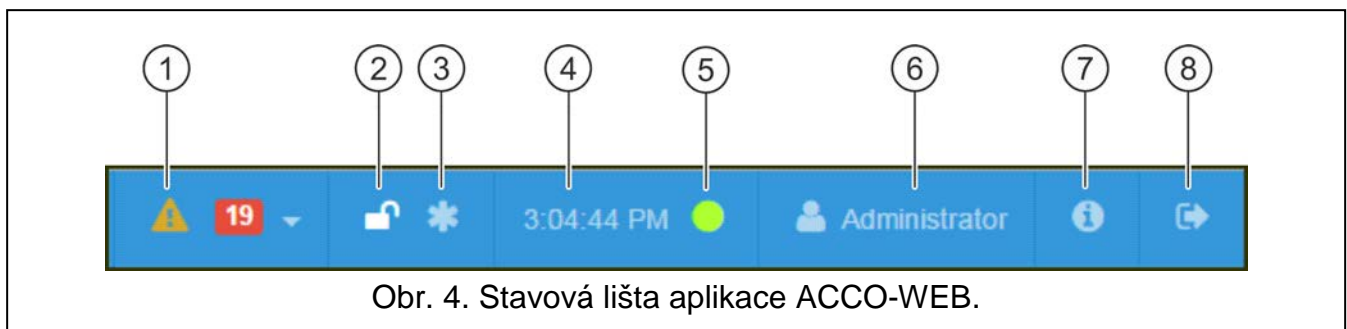 1 2 3 4 5 6 7 8
19 3:04:44 PM Administrator
Obr. 4. Stavová lišta aplikace ACCO-WEB.